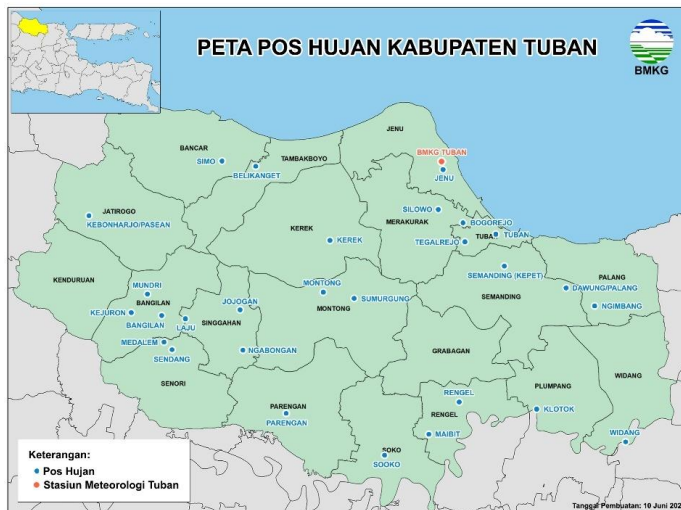 PETA POS HUJAN KABUPATEN TUBAN
BMKG
JENU
BANCAR
BMKG TUBAN
SIMO
TAMBAKBOYO
BELIKANGET
JENU
JATIROGO
SILOWO
KEBONHARJO/PASEAN
MERAKURAK
BOGOREJO
KEREK
TUBAN
TUBAN
KEREK
TEGALREJO
KENDURUAN
MUNDRI
MONTONG
SEMANDING (KEPET)
PALANG
DAWUNG/PALANG
BANGILAN
JOJOGAN
SUMURGUNG
SEMANDING
NGIMBANG
KEJURON
MONTONG
BANGILAN
LAJU
SINGGAHAN
MEDALEM
SENDANG
NGABONGAN
GRABAGAN
SENORI
PLUMPANG
WIDANG
RENGEL
PARENGAN
KLOTOK
RENGEL
PARENGAN
MAIBIT
WIDANG
SOKO
SOOKO
Keterangan:
Pos Hujan
Stasiun Meteorologi Tuban
Tanggal Pembuatan: 10 Juni 202